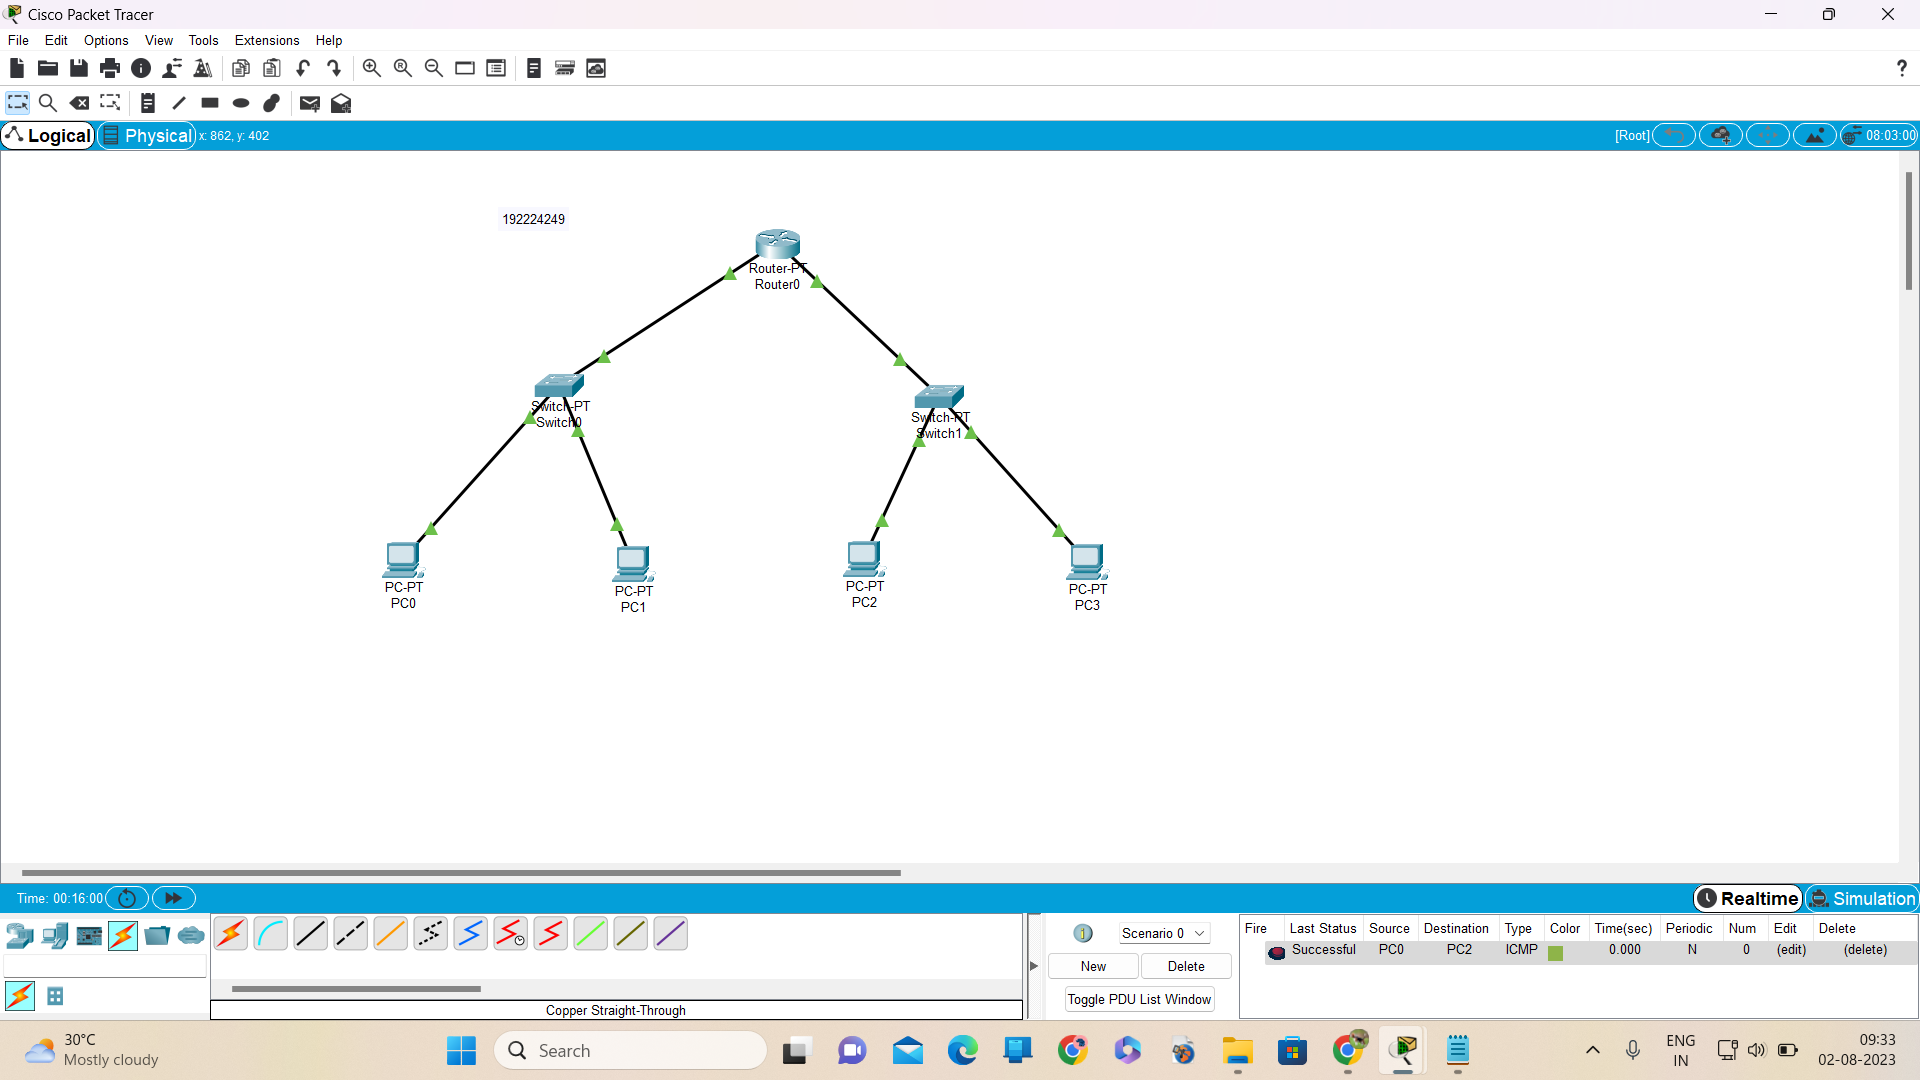 Cisco Packet Tracer
File Edit Options View Tools Extensions Help
Logical Physical x: 862, y: 402 [Root] 08:03:00
192224249
Router-PT
Router0
Switch-PT
Switch0
Switch-PT
Switch1
PC-PT
PC0
PC-PT
PC1
PC-PT
PC2
PC-PT
PC3
Time: 00:16:00 Realtime Simulation
Scenario 0
New Delete
Toggle PDU List Window
Fire Last Status Source Destination Type Color Time(sec) Periodic Num Edit Delete
Successful PC0 PC2 ICMP 0.000 N 0 (edit) (delete)
Copper Straight-Through
30°C
Mostly cloudy
Search
ENG
IN
09:33
02-08-2023